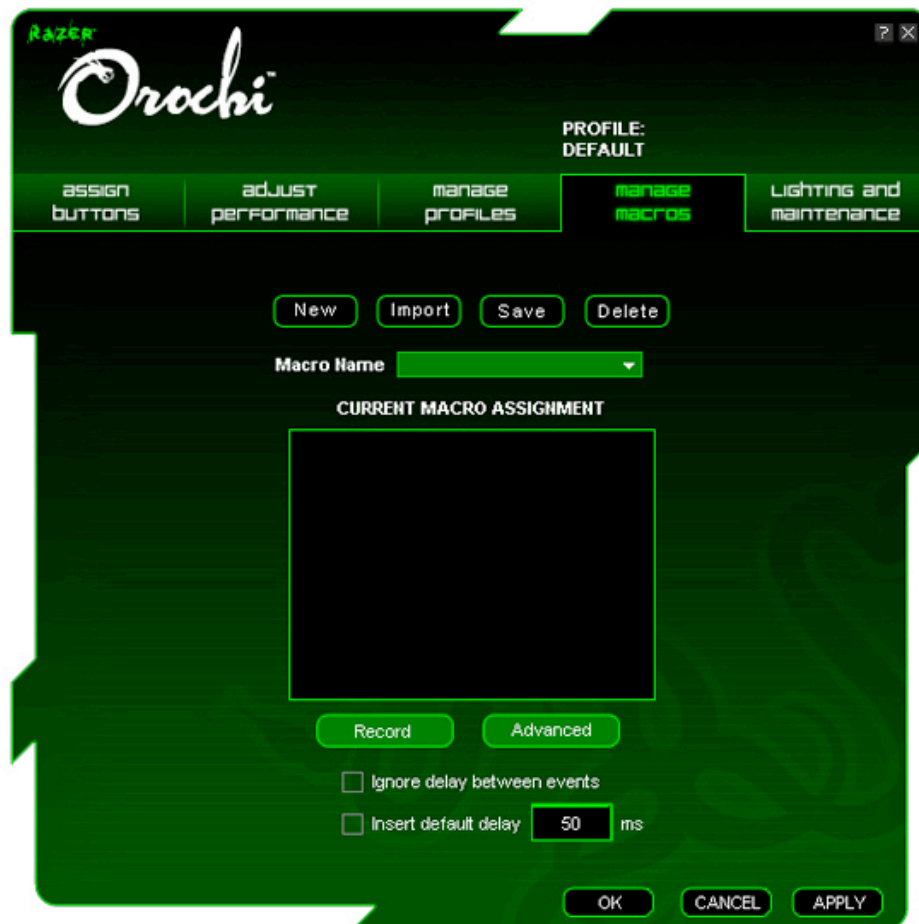 RAZER
Orochi™
? X
PROFILE:
DEFAULT
assign
buttons
adjust
performance
manage
profiles
manage
macros
Lighting and
maintenance
New Import Save Delete
Macro Name
CURRENT MACRO ASSIGNMENT
Record Advanced
Ignore delay between events
Insert default delay 50 ms
OK CANCEL APPLY